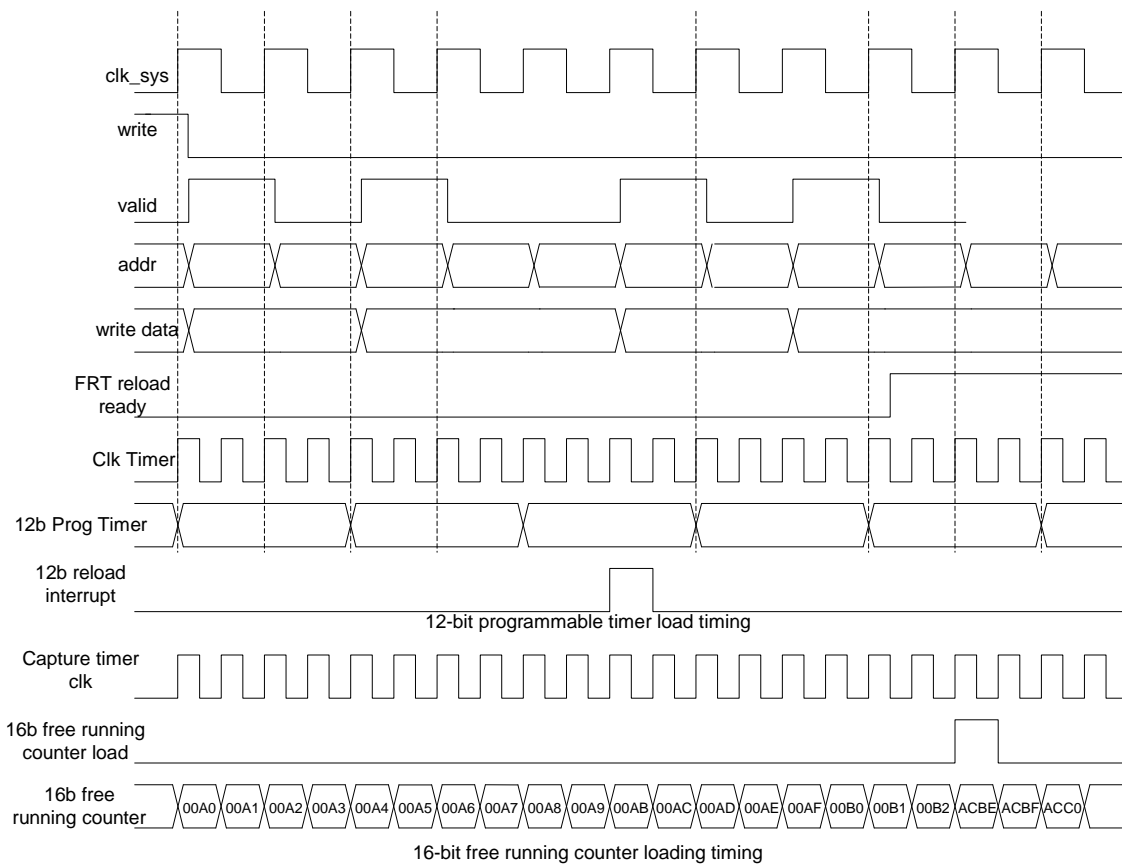 clk_sys
write
valid
addr
write data
FRT reload
ready
Clk Timer
12b Prog Timer
12b reload
interrupt
12-bit programmable timer load timing
Capture timer
clk
16b free running
counter load
16b free
running counter
00A0 00A1 00A2 00A3 00A4 00A5 00A6 00A7 00A8 00A9 00AB 00AC 00AD 00AE 00AF 00B0 00B1 00B2 ACBE ACBF ACC0
16-bit free running counter loading timing